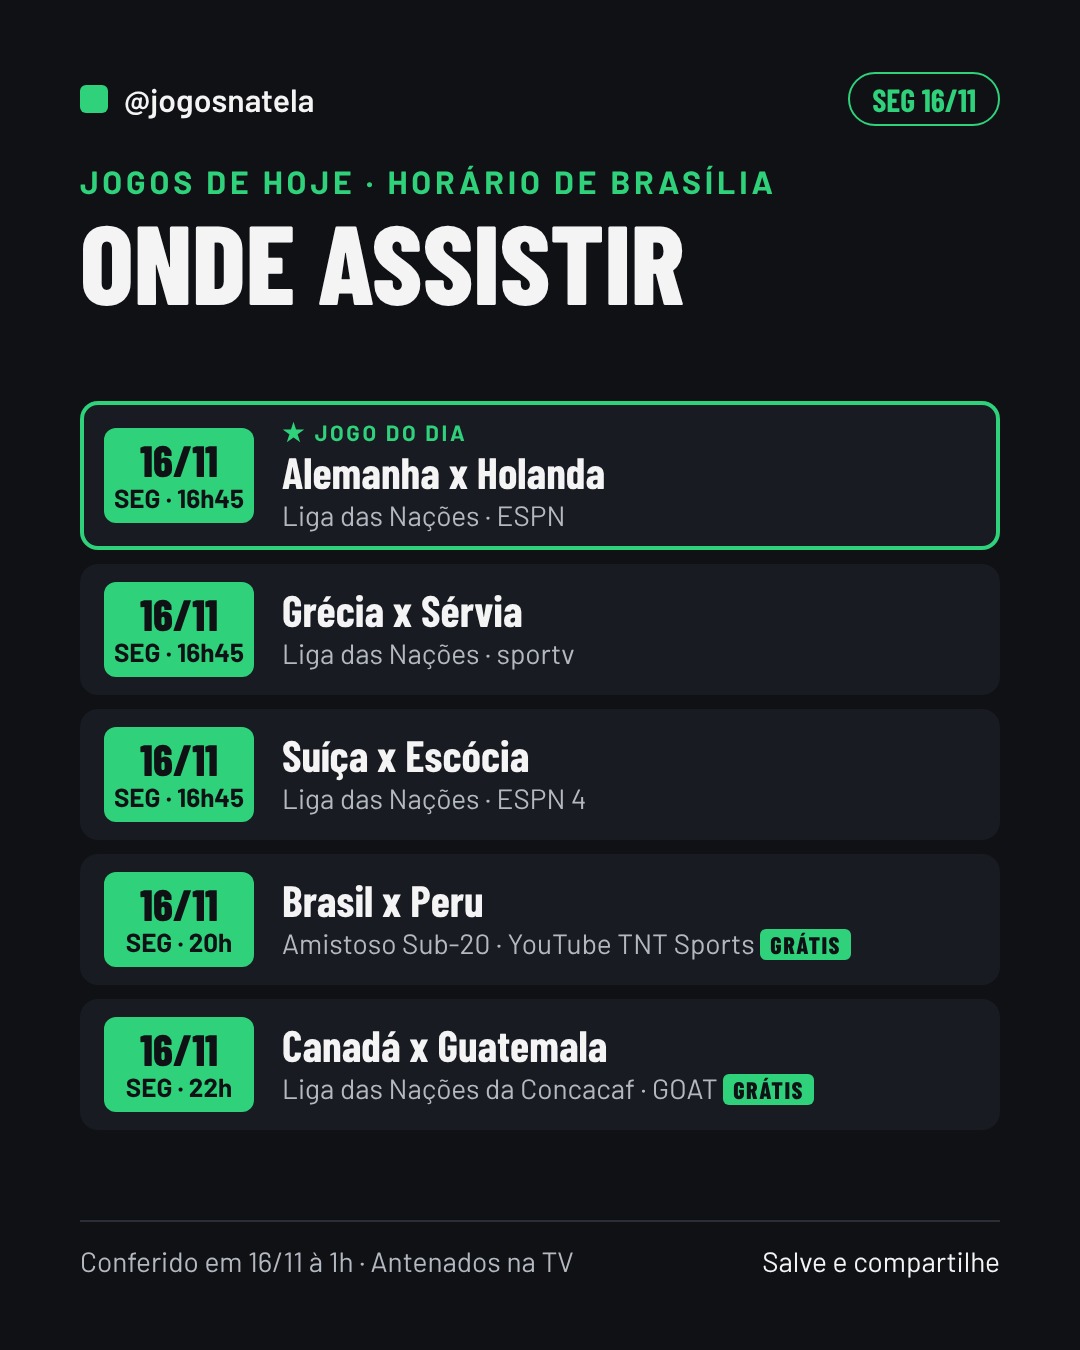 @jogosnatela
SEG 16/11
JOGOS DE HOJE · HORÁRIO DE BRASÍLIA
ONDE ASSISTIR
16/11
SEG · 16h45
★ JOGO DO DIA
Alemanha x Holanda
Liga das Nações · ESPN
16/11
SEG · 16h45
Grécia x Sérvia
Liga das Nações · sportv
16/11
SEG · 16h45
Suíça x Escócia
Liga das Nações · ESPN 4
16/11
SEG · 20h
Brasil x Peru
Amistoso Sub-20 · YouTube TNT Sports GRÁTIS
16/11
SEG · 22h
Canadá x Guatemala
Liga das Nações da Concacaf · GOAT GRÁTIS
Conferido em 16/11 à 1h · Antenados na TV
Salve e compartilhe